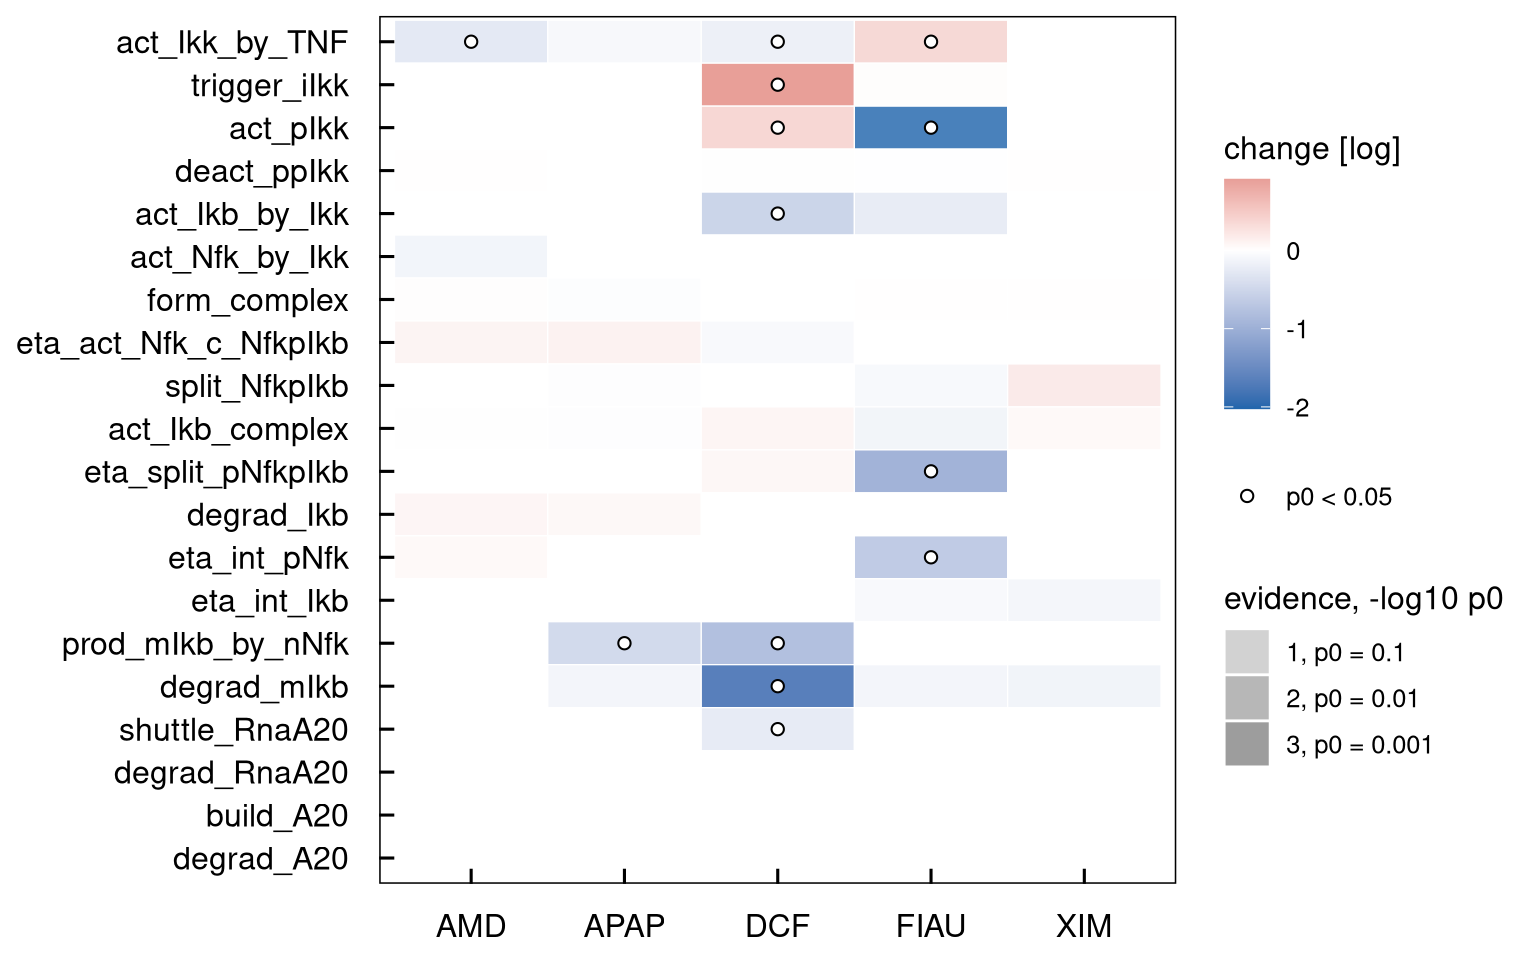 act_Ikk_by_TNF
trigger_iIkk
act_pIkk
deact_ppIkk
act_Ikb_by_Ikk
act_Nfk_by_Ikk
form_complex
eta_act_Nfk_c_NfkpIkb
split_NfkpIkb
act_Ikb_complex
eta_split_pNfkpIkb
degrad_Ikb
eta_int_pNfk
eta_int_Ikb
prod_mIkb_by_nNfk
degrad_mIkb
shuttle_RnaA20
degrad_RnaA20
build_A20
degrad_A20
AMD APAP DCF FIAU XIM
change [log]
0
-1
-2
p0 < 0.05
evidence, -log10 p0
1, p0 = 0.1
2, p0 = 0.01
3, p0 = 0.001